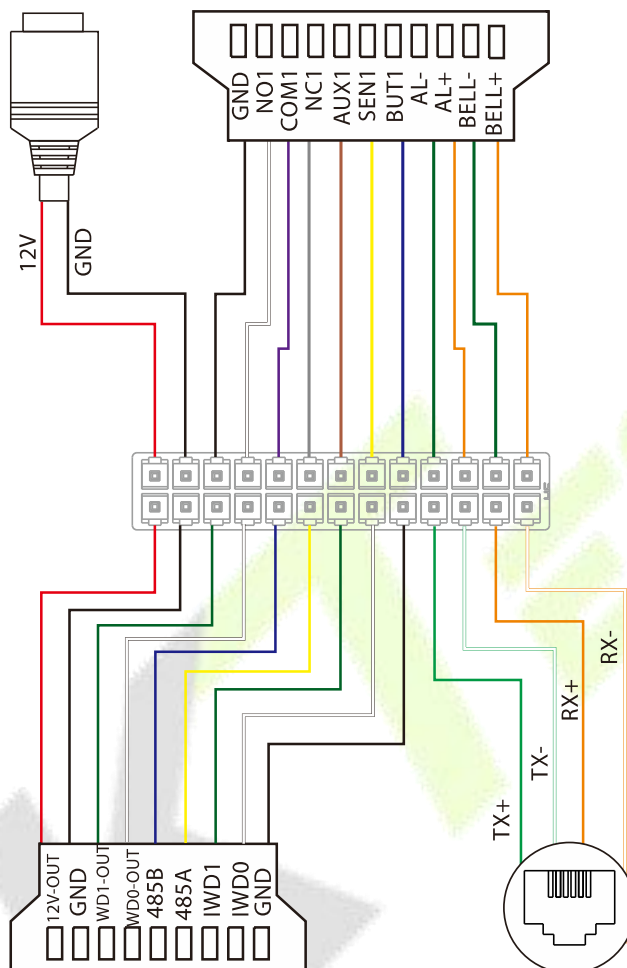 GND
NO1
COM1
NC1
AUX1
SEN1
BUT1
AL-
AL+
BELL-
BELL+
12V
GND
RX-
RX+
TX-
TX+
12V-OUT
GND
WD1-OUT
WD0-OUT
485B
485A
IWD1
IWD0
GND